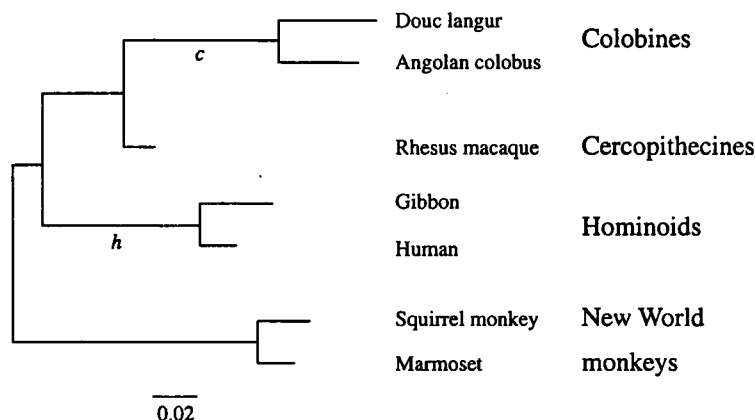 Douc langur
Colobines
c
Angolan colobus
Rhesus macaque
Cercopithecines
Gibbon
Hominoids
h
Human
Squirrel monkey
New World
Marmoset
monkeys
0.02